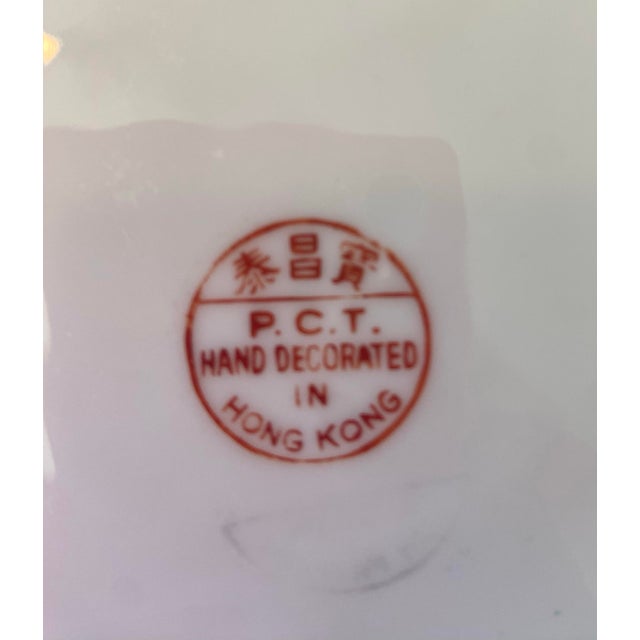 寶昌泰
P. C. T.
HAND DECORATED
IN
HONG KONG